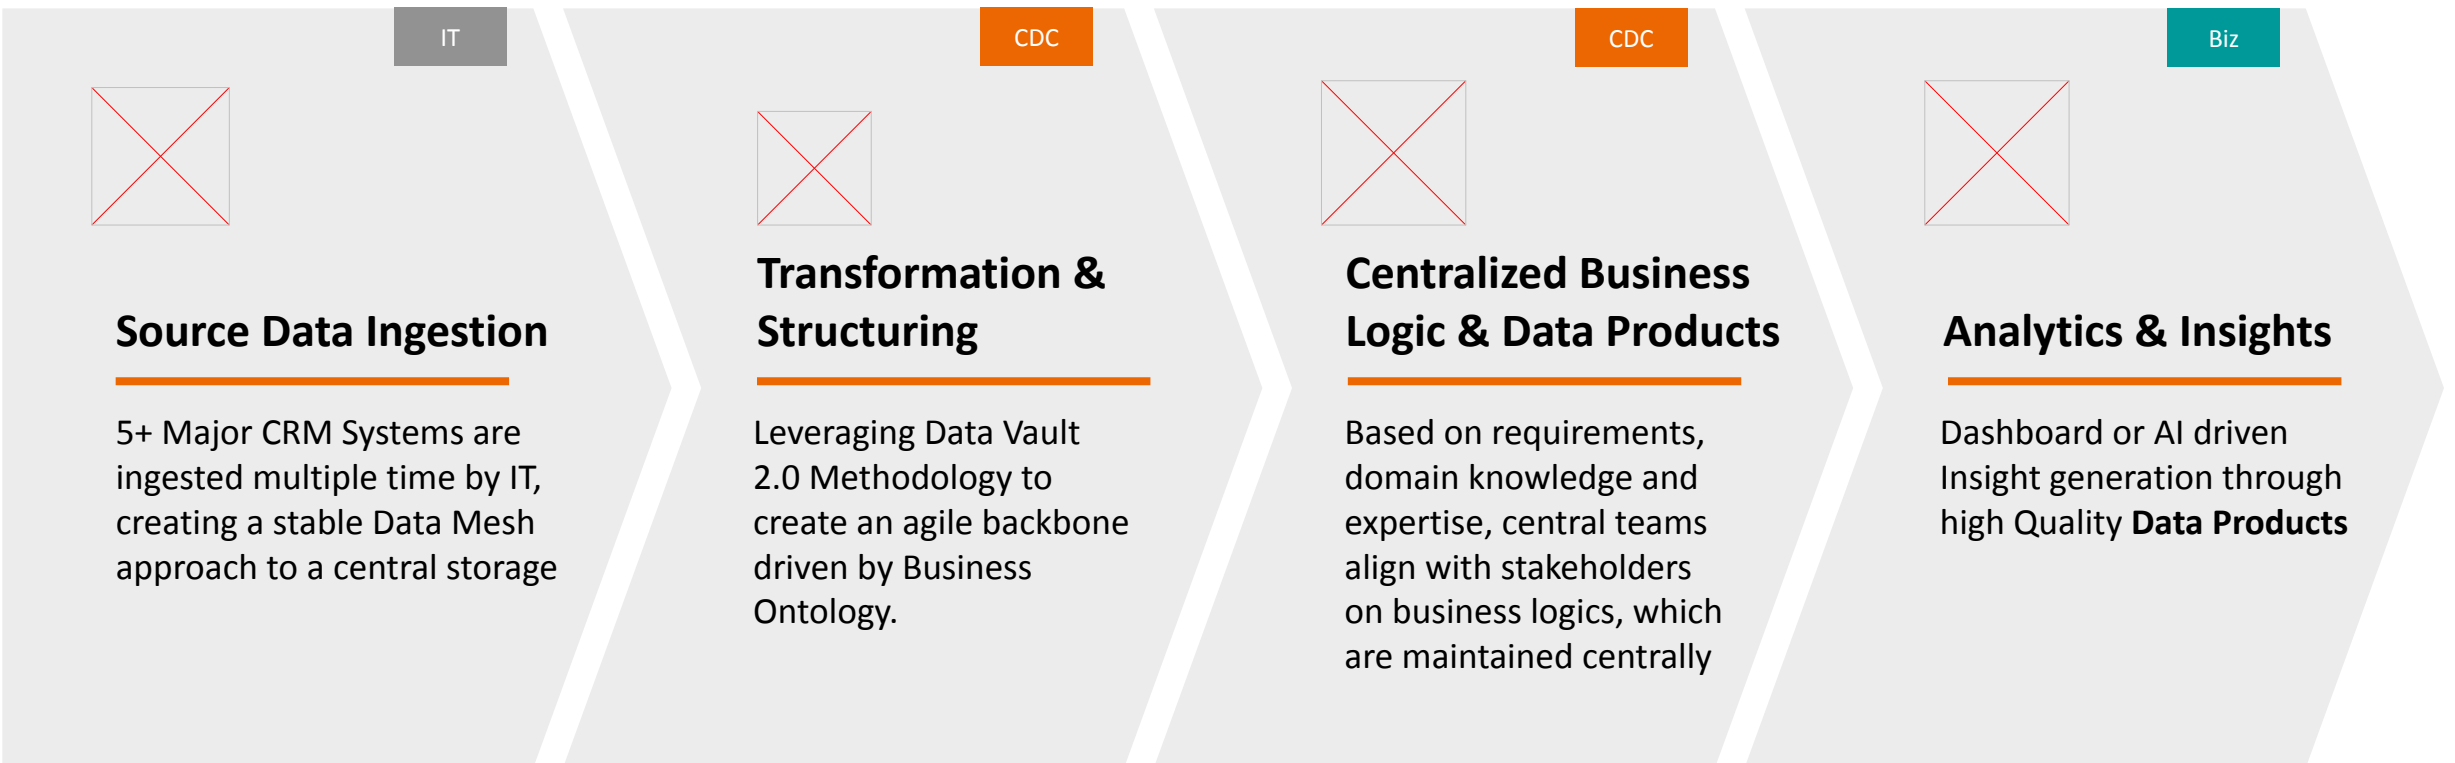 IT
Source Data Ingestion
5+ Major CRM Systems are
ingested multiple time by IT,
creating a stable Data Mesh
approach to a central storage
CDC
Transformation &
Structuring
Leveraging Data Vault
2.0 Methodology to
create an agile backbone
driven by Business
Ontology.
CDC
Centralized Business
Logic & Data Products
Based on requirements,
domain knowledge and
expertise, central teams
align with stakeholders
on business logics, which
are maintained centrally
Biz
Analytics & Insights
Dashboard or AI driven
Insight generation through
high Quality Data Products